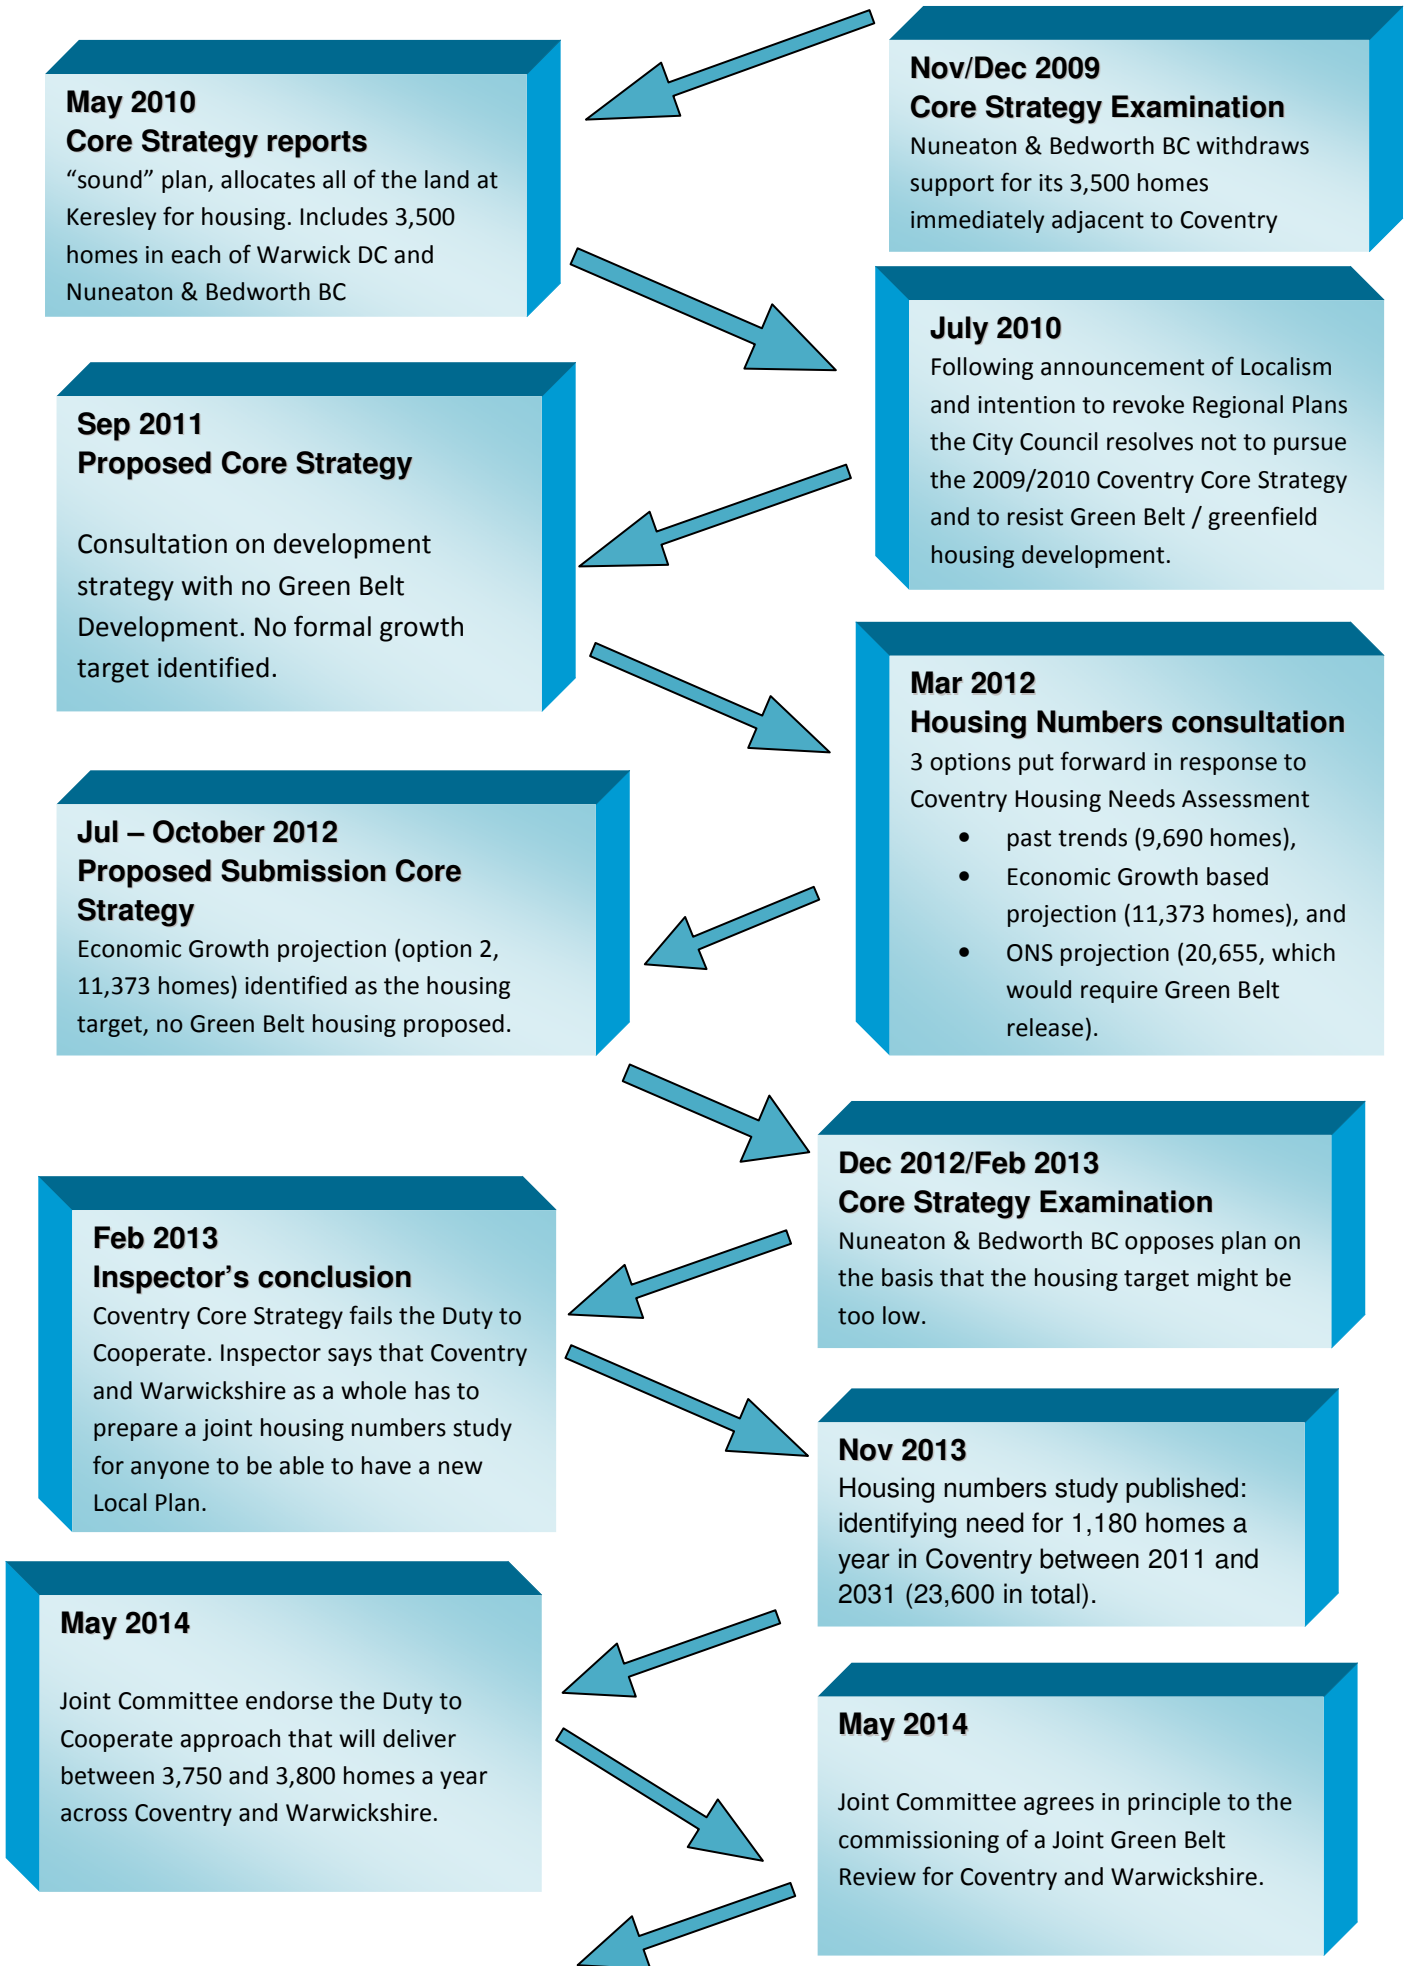 Nov/Dec 2009
Core Strategy Examination
Nuneaton & Bedworth BC withdraws
support for its 3,500 homes
immediately adjacent to Coventry
May 2010
Core Strategy reports
“sound” plan, allocates all of the land at
Keresley for housing. Includes 3,500
homes in each of Warwick DC and
Nuneaton & Bedworth BC
July 2010
Following announcement of Localism
and intention to revoke Regional Plans
the City Council resolves not to pursue
the 2009/2010 Coventry Core Strategy
and to resist Green Belt / greenfield
housing development.
Sep 2011
Proposed Core Strategy
Consultation on development
strategy with no Green Belt
Development. No formal growth
target identified.
Mar 2012
Housing Numbers consultation
3 options put forward in response to
Coventry Housing Needs Assessment
• past trends (9,690 homes),
• Economic Growth based
projection (11,373 homes), and
• ONS projection (20,655, which
would require Green Belt
release).
Jul – October 2012
Proposed Submission Core
Strategy
Economic Growth projection (option 2,
11,373 homes) identified as the housing
target, no Green Belt housing proposed.
Dec 2012/Feb 2013
Core Strategy Examination
Nuneaton & Bedworth BC opposes plan on
the basis that the housing target might be
too low.
Feb 2013
Inspector’s conclusion
Coventry Core Strategy fails the Duty to
Cooperate. Inspector says that Coventry
and Warwickshire as a whole has to
prepare a joint housing numbers study
for anyone to be able to have a new
Local Plan.
Nov 2013
Housing numbers study published:
identifying need for 1,180 homes a
year in Coventry between 2011 and
2031 (23,600 in total).
May 2014
Joint Committee endorse the Duty to
Cooperate approach that will deliver
between 3,750 and 3,800 homes a year
across Coventry and Warwickshire.
May 2014
Joint Committee agrees in principle to the
commissioning of a Joint Green Belt
Review for Coventry and Warwickshire.